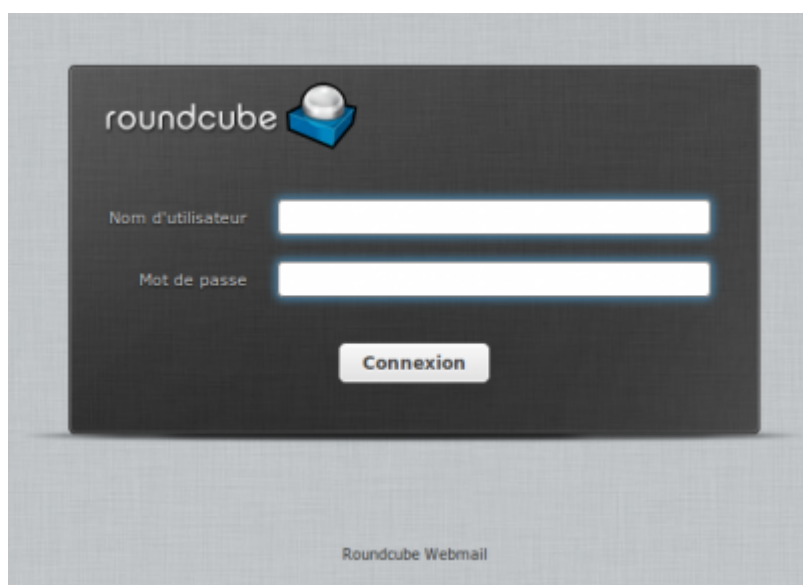 roundcube
Nom d'utilisateur
Mot de passe
Connexion
Roundcube Webmail